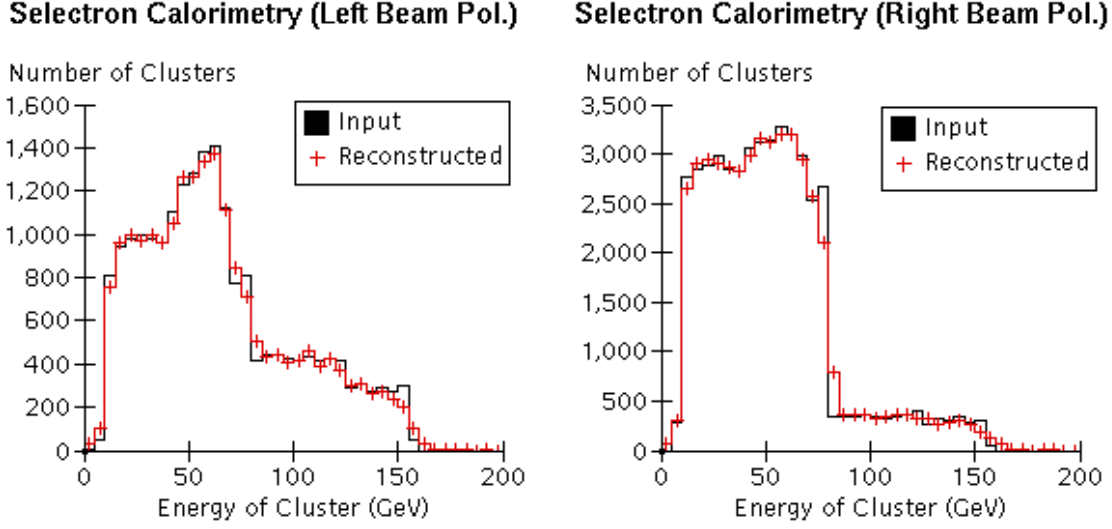 Selectron Calorimetry (Left Beam Pol.)
Number of Clusters
1,600
1,400
1,200
1,000
800
600
400
200
0
Input
Reconstructed
0 50 100 150 200
Energy of Cluster (GeV)
Selectron Calorimetry (Right Beam Pol.)
Number of Clusters
3,500
3,000
2,500
2,000
1,500
1,000
500
0
Input
Reconstructed
0 50 100 150 200
Energy of Cluster (GeV)